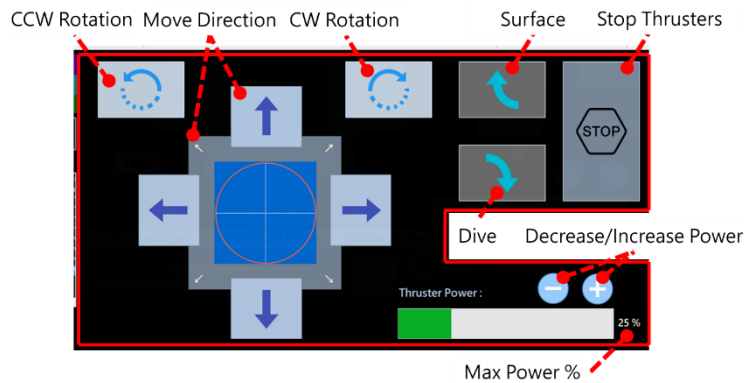 CCW Rotation
Move Direction
CW Rotation
Surface
Stop Thrusters
STOP
Dive
Decrease/Increase Power
Thruster Power :
25 %
Max Power %